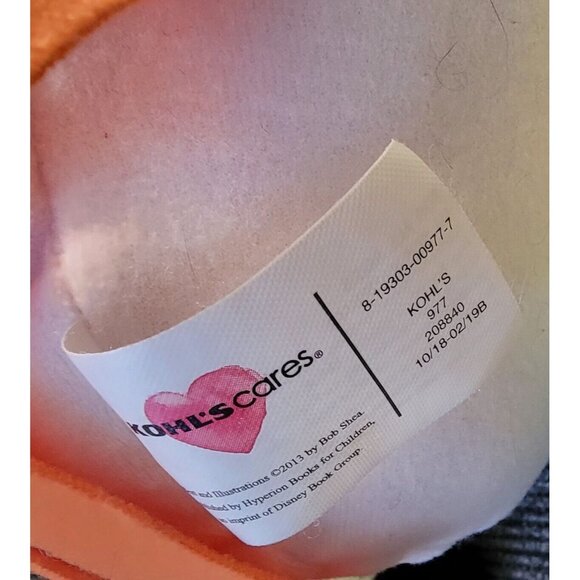 KOHL'S cares®
and Illustrations ©2013 by Bob Shea.
by Hyperion Books for Children,
imprint of Disney Book Group.
8-19303-00977-7
KOHL'S
977
208840
10/18-02/19B